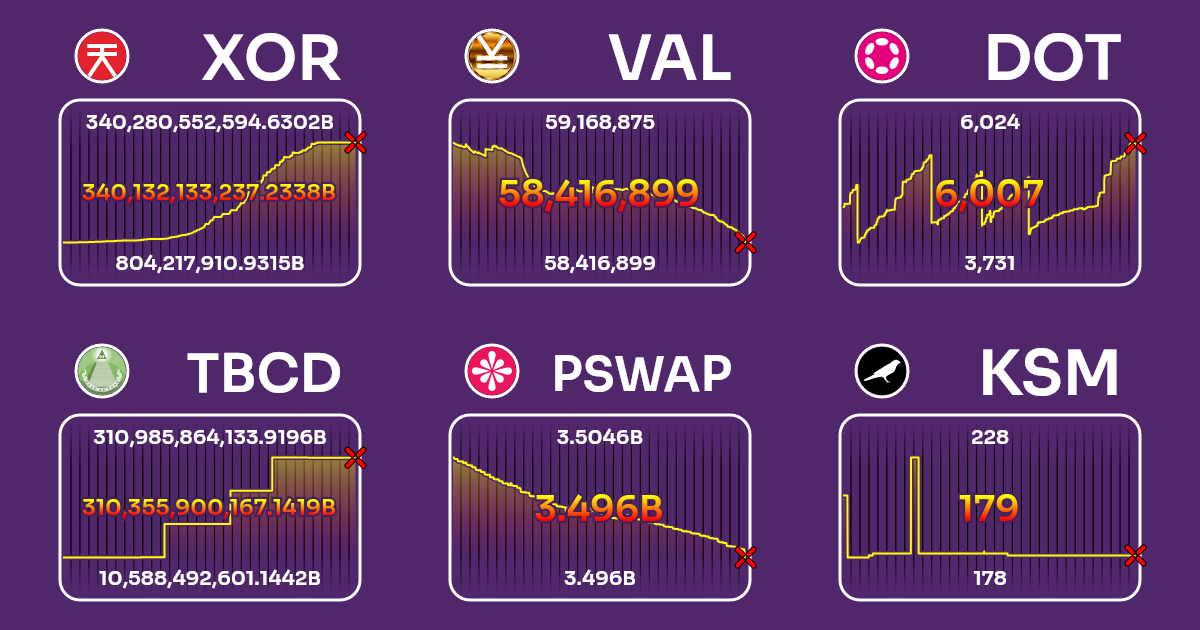 XOR
340,280,552,594.6302B
340,132,133,237.2338B
804,217,910.9315B
VAL
59,168,875
58,416,899
58,416,899
DOT
6,024
6,007
3,731
TBCD
310,985,864,133.9196B
310,355,900,167.1419B
10,588,492,601.1442B
PSWAP
3.5046B
3.496B
3.496B
KSM
228
179
178